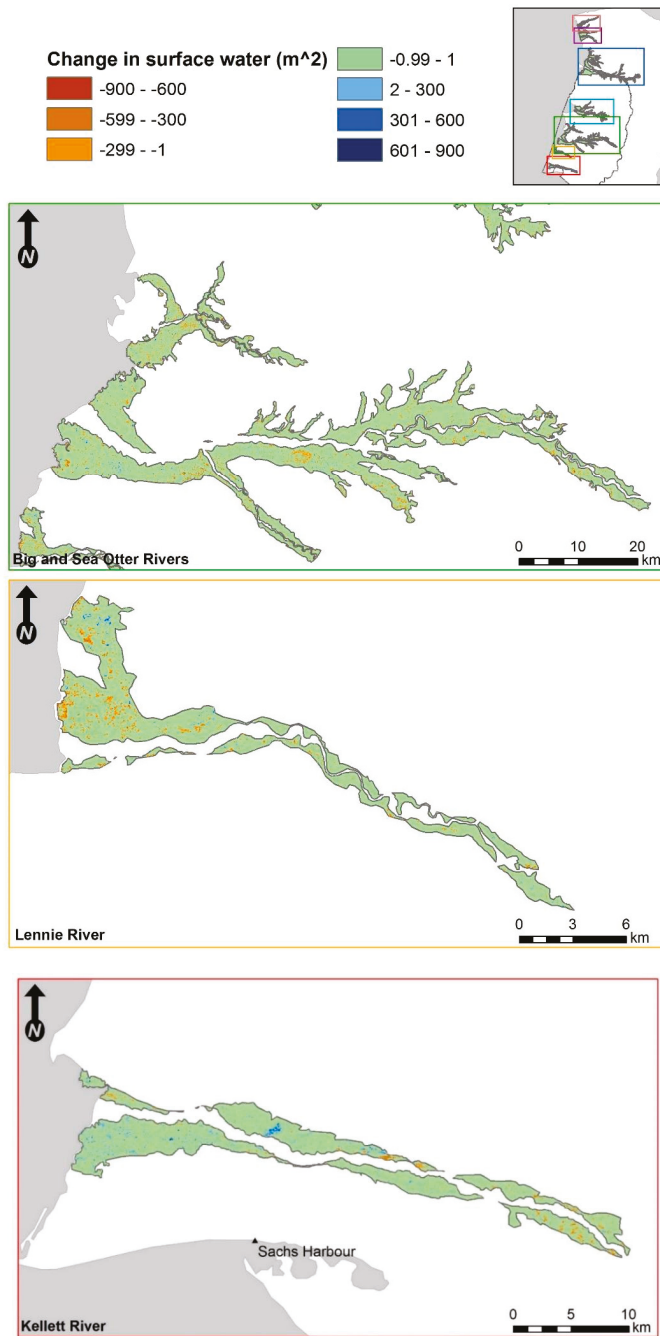 Change in surface water (m^2)
-900 - -600
-599 - -300
-299 - -1
-0.99 - 1
2 - 300
301 - 600
601 - 900
N
Big and Sea Otter Rivers
0 10 20
km
N
Lennie River
0 3 6
km
N
Sachs Harbour
Kellett River
0 5 10
km